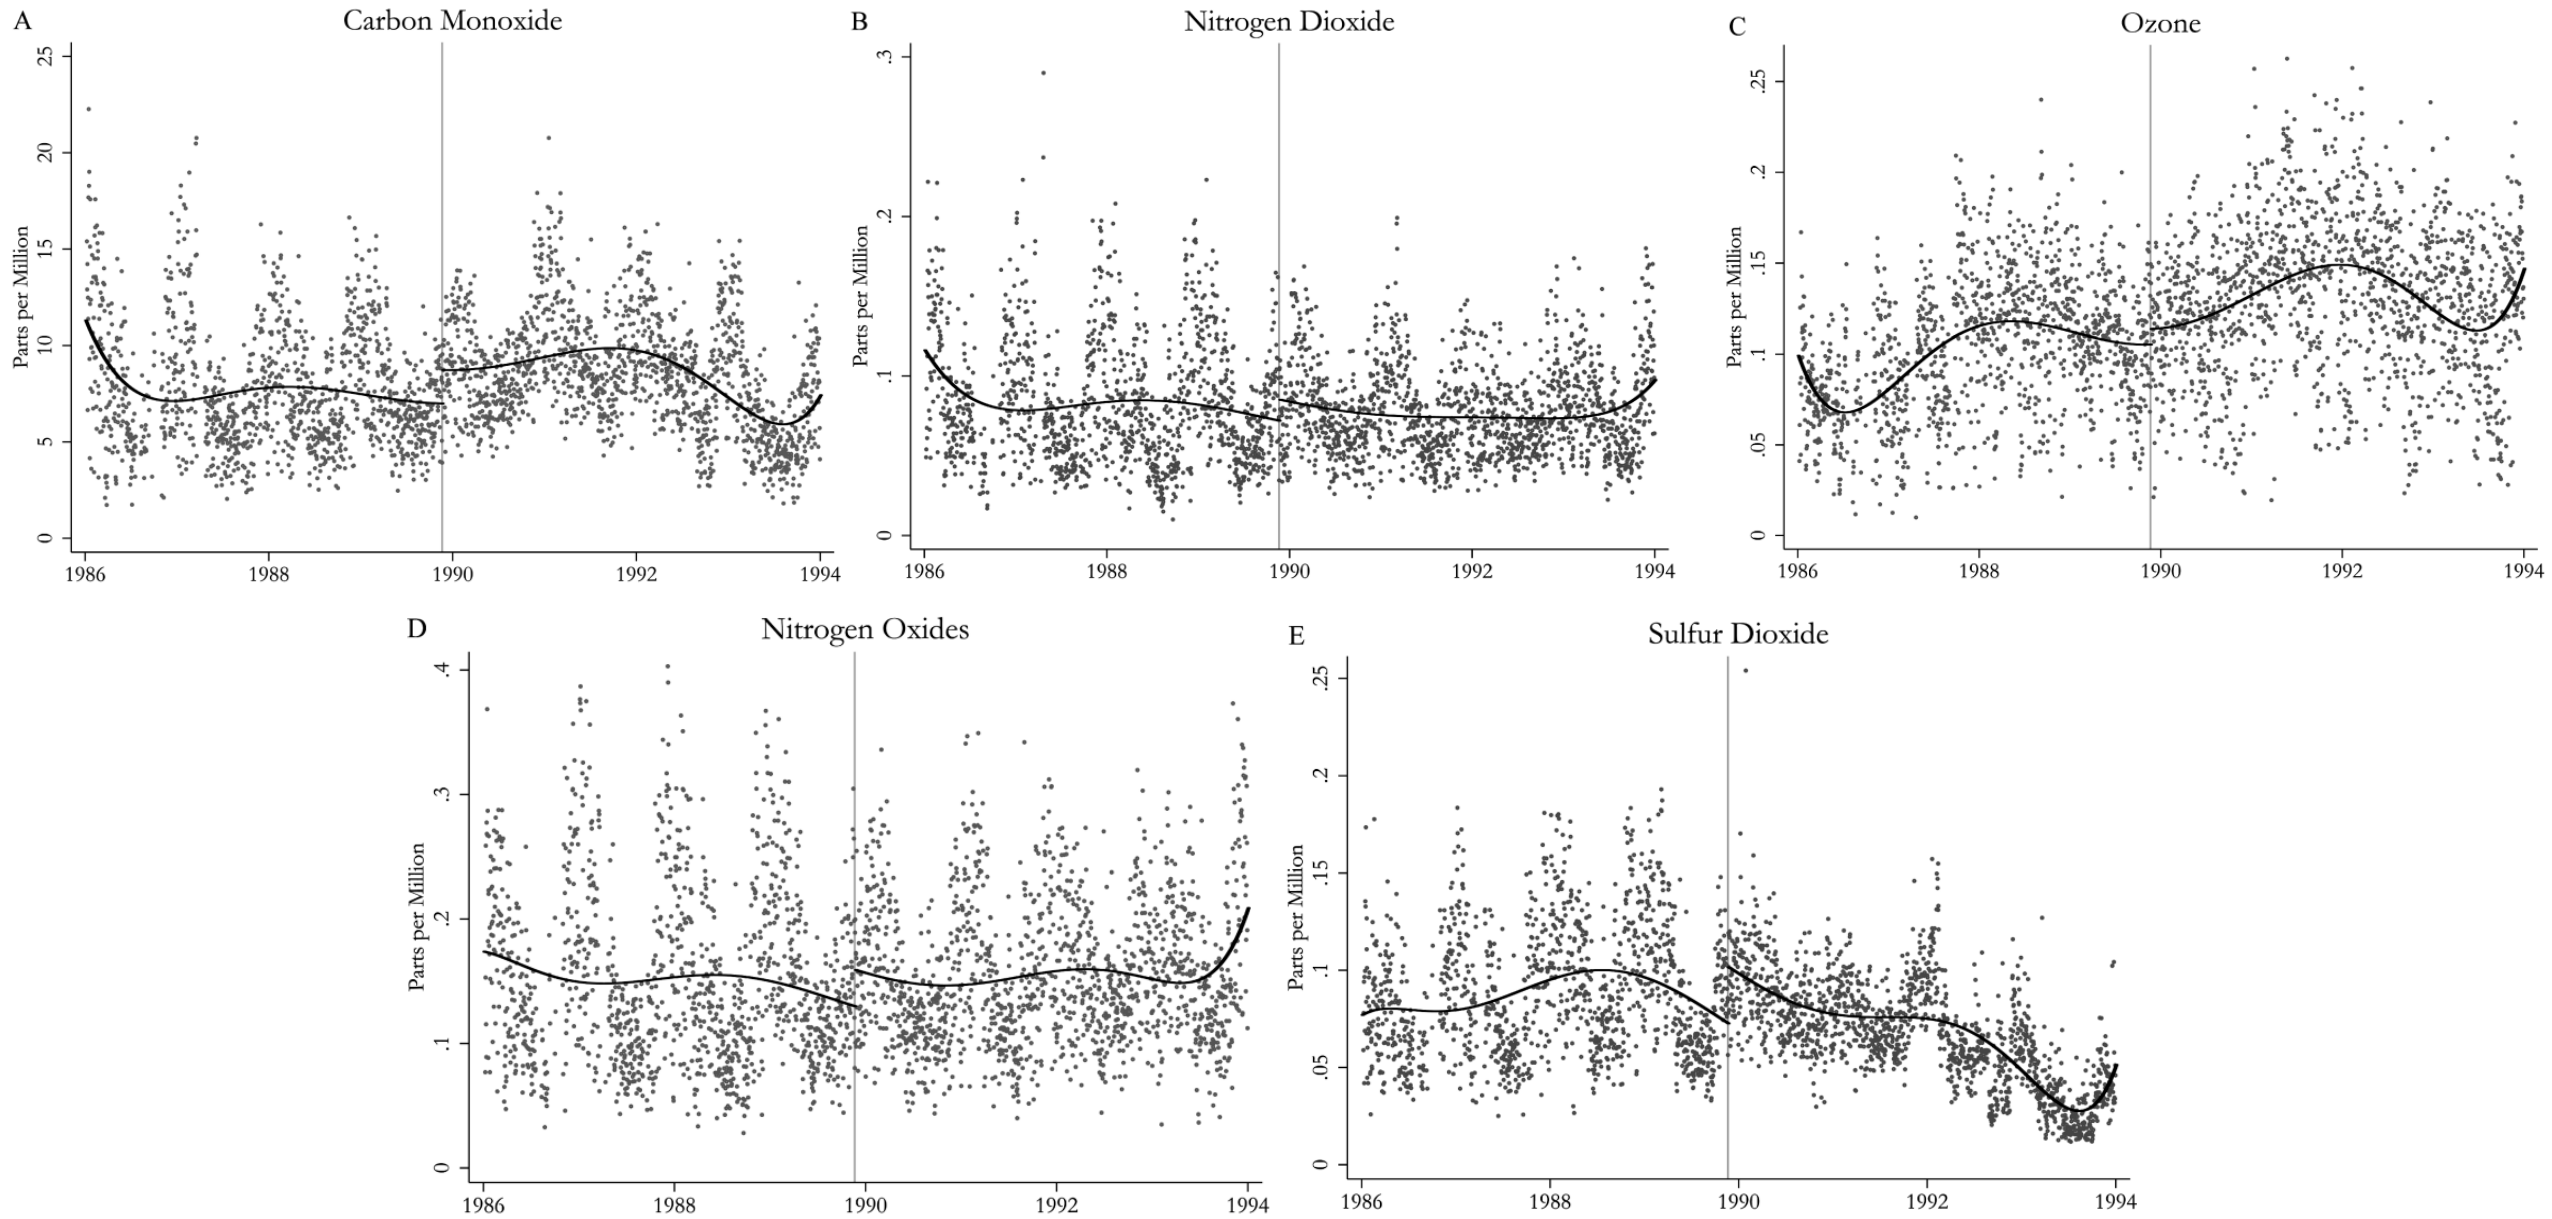 A Carbon Monoxide
Parts per Million
25
20
15
10
5
0
1986 1988 1990 1992 1994
B Nitrogen Dioxide
Parts per Million
.3
.2
.1
0
1986 1988 1990 1992 1994
C Ozone
Parts per Million
.25
.2
.15
.1
.05
0
1986 1988 1990 1992 1994
D Nitrogen Oxides
Parts per Million
.4
.3
.2
.1
0
1986 1988 1990 1992 1994
E Sulfur Dioxide
Parts per Million
.25
.2
.15
.1
.05
0
1986 1988 1990 1992 1994